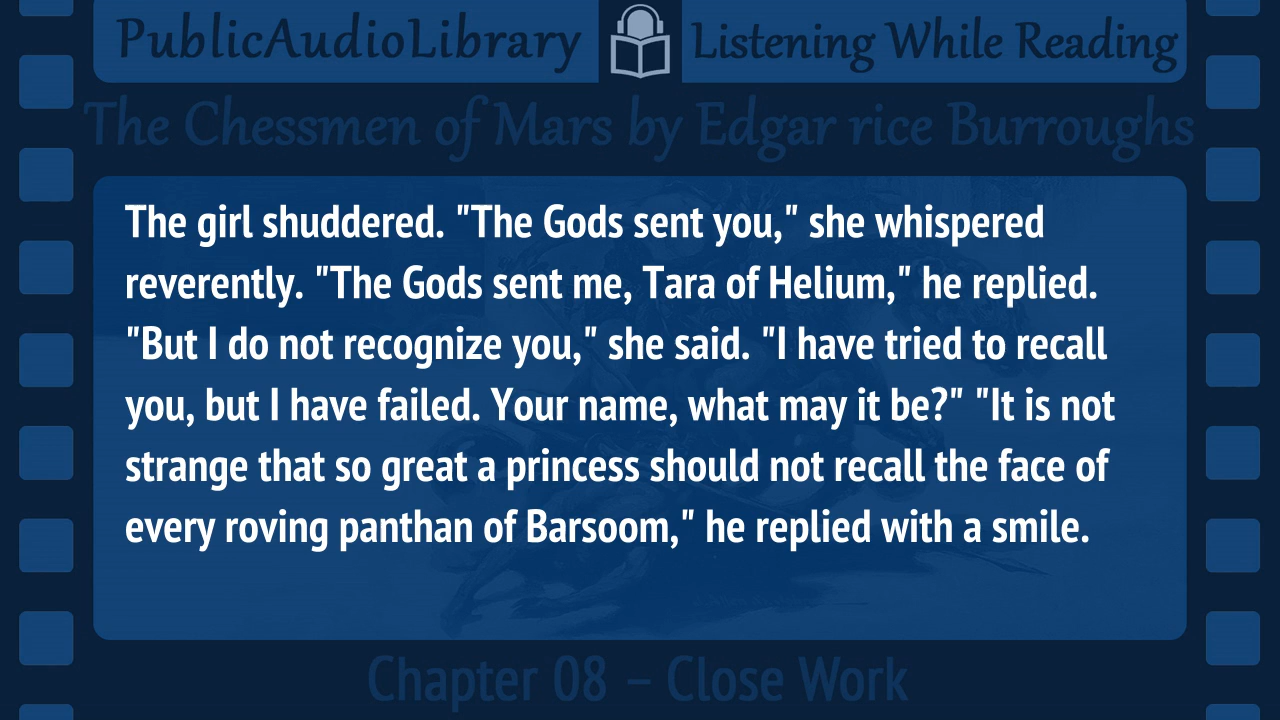 PublicAudioLibrary Listening While Reading
The Chessmen of Mars by Edgar rice Burroughs
The girl shuddered. "The Gods sent you," she whispered
reverently. "The Gods sent me, Tara of Helium," he replied.
"But I do not recognize you," she said. "I have tried to recall
you, but I have failed. Your name, what may it be?" "It is not
strange that so great a princess should not recall the face of
every roving panthan of Barsoom," he replied with a smile.
Chapter 08 – Close Work